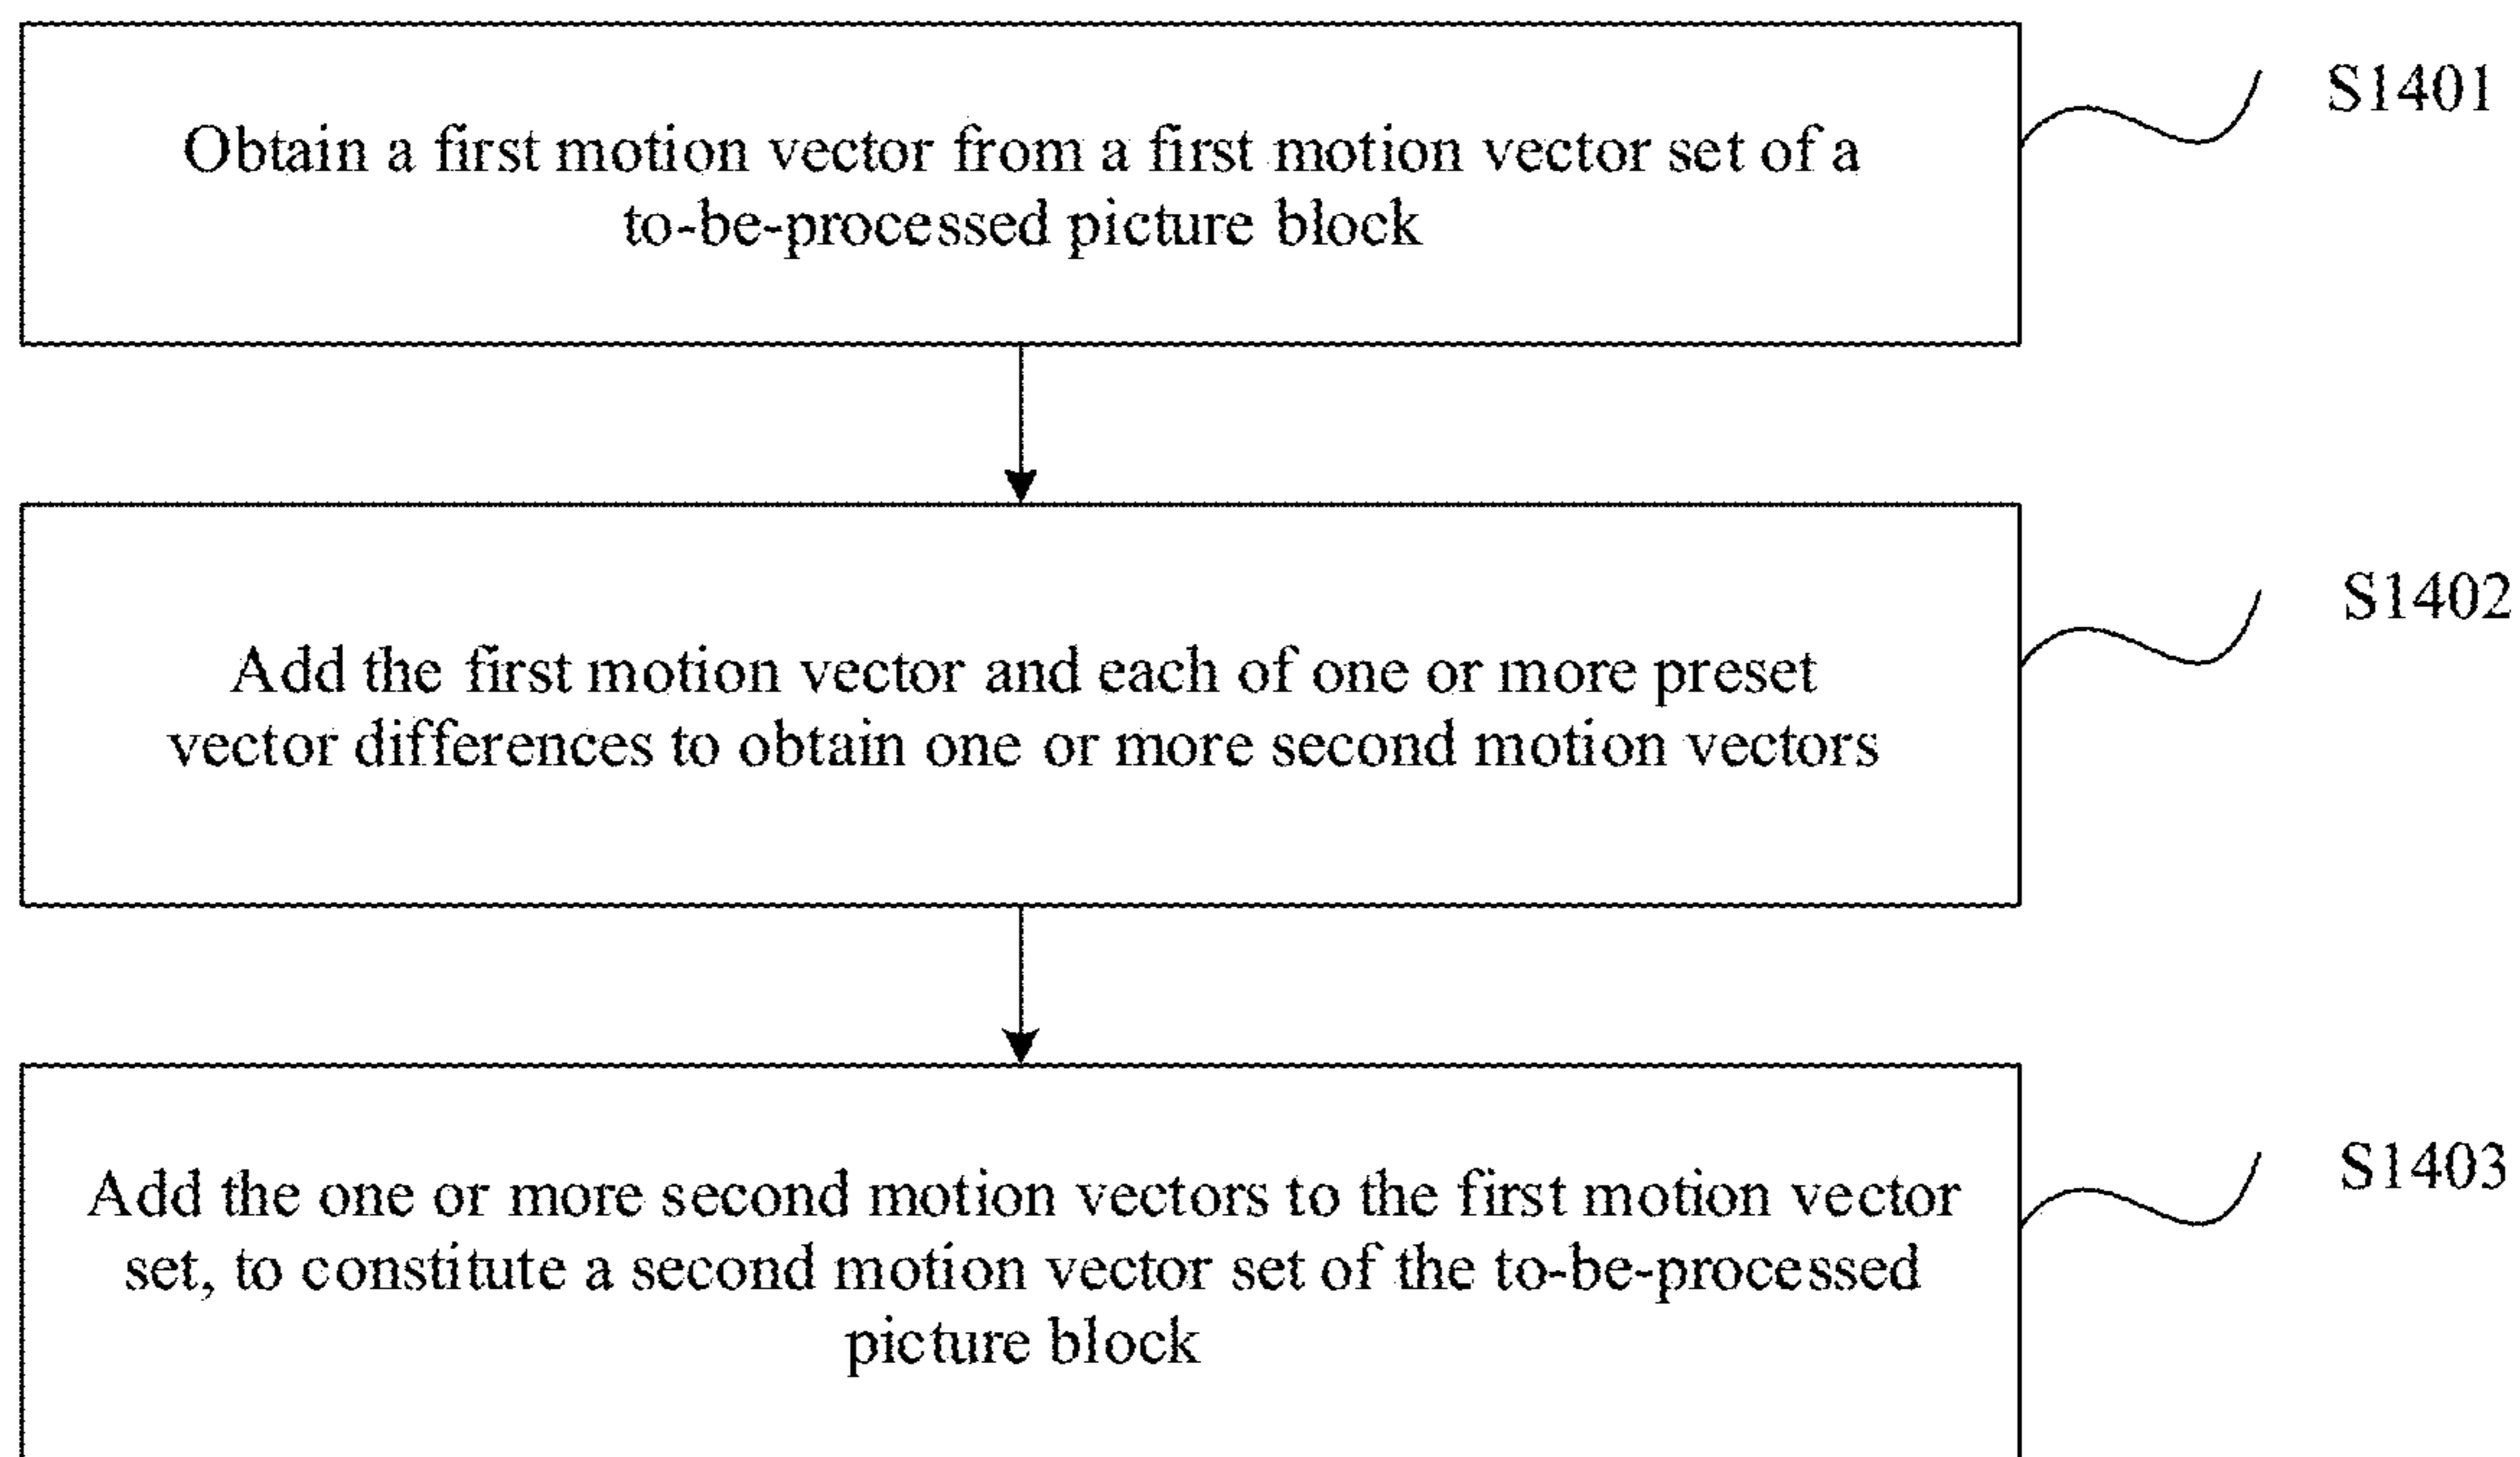 Obtain a first motion vector from a first motion vector set of a
to-be-processed picture block
S1401
Add the first motion vector and each of one or more preset
vector differences to obtain one or more second motion vectors
S1402
Add the one or more second motion vectors to the first motion vector
set, to constitute a second motion vector set of the to-be-processed
picture block
S1403